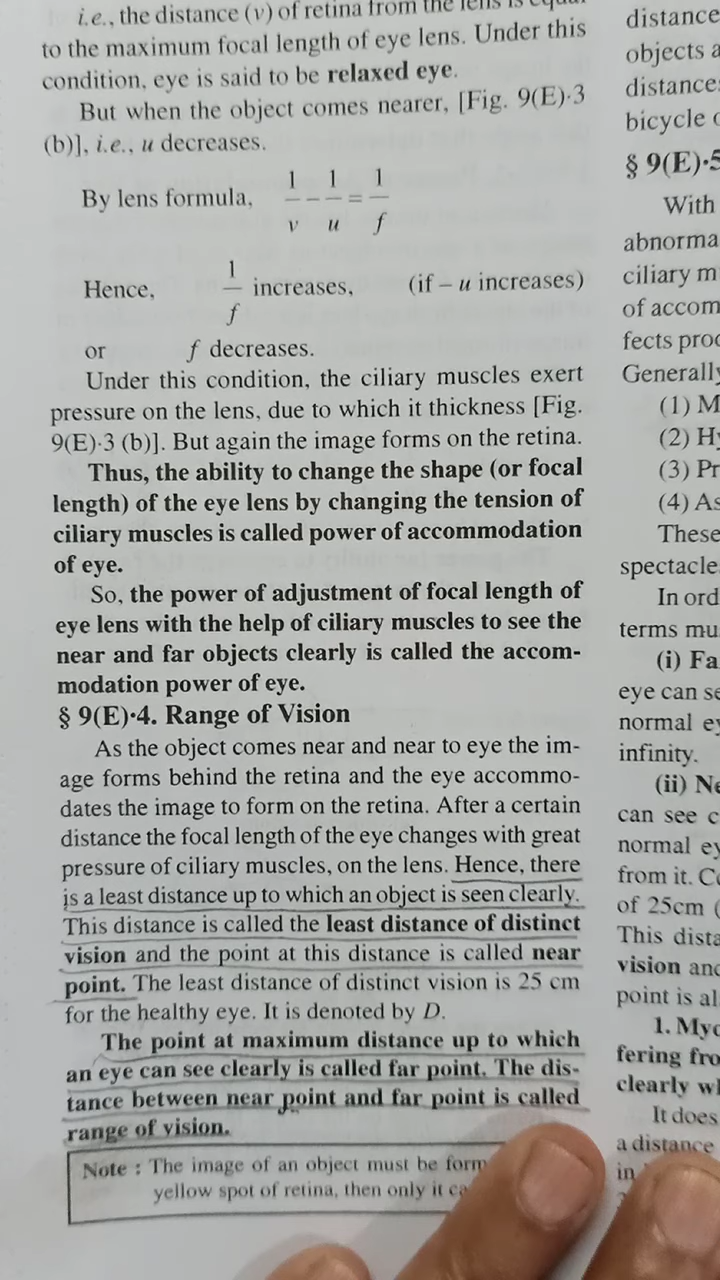 i.e., the distance (v) of retina from the lens is equal
to the maximum focal length of eye lens. Under this
condition, eye is said to be relaxed eye.
But when the object comes nearer, [Fig. 9(E)·3
(b)], i.e., u decreases.
By lens formula, 1/v - 1/u = 1/f
Hence, 1/f increases, (if – u increases)
or f decreases.
Under this condition, the ciliary muscles exert
pressure on the lens, due to which it thickness [Fig.
9(E)·3 (b)]. But again the image forms on the retina.
Thus, the ability to change the shape (or focal
length) of the eye lens by changing the tension of
ciliary muscles is called power of accommodation
of eye.
So, the power of adjustment of focal length of
eye lens with the help of ciliary muscles to see the
near and far objects clearly is called the accom-
modation power of eye.
§ 9(E)·4. Range of Vision
As the object comes near and near to eye the im-
age forms behind the retina and the eye accommo-
dates the image to form on the retina. After a certain
distance the focal length of the eye changes with great
pressure of ciliary muscles, on the lens. Hence, there
is a least distance up to which an object is seen clearly.
This distance is called the least distance of distinct
vision and the point at this distance is called near
point. The least distance of distinct vision is 25 cm
for the healthy eye. It is denoted by D.
The point at maximum distance up to which
an eye can see clearly is called far point. The dis-
tance between near point and far point is called
range of vision.
Note : The image of an object must be form
yellow spot of retina, then only it ca
distance
objects a
distance
bicycle
§ 9(E)·5
With
abnorma
ciliary m
of accom
fects pro
Generally
(1) M
(2) Hy
(3) Pr
(4) As
These
spectacle
In ord
terms mu
(i) Fa
eye can se
normal ey
infinity.
(ii) Ne
can see c
normal ey
from it. Co
of 25cm (
This dista
vision and
point is al
1. Myo
fering fro
clearly wh
It does
a distance
in